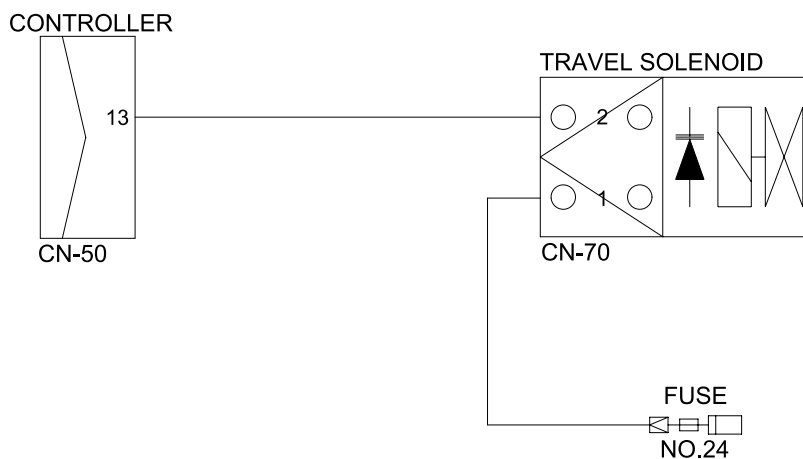 CONTROLLER
TRAVEL SOLENOID
13
2
1
CN-50
CN-70
FUSE
NO.24